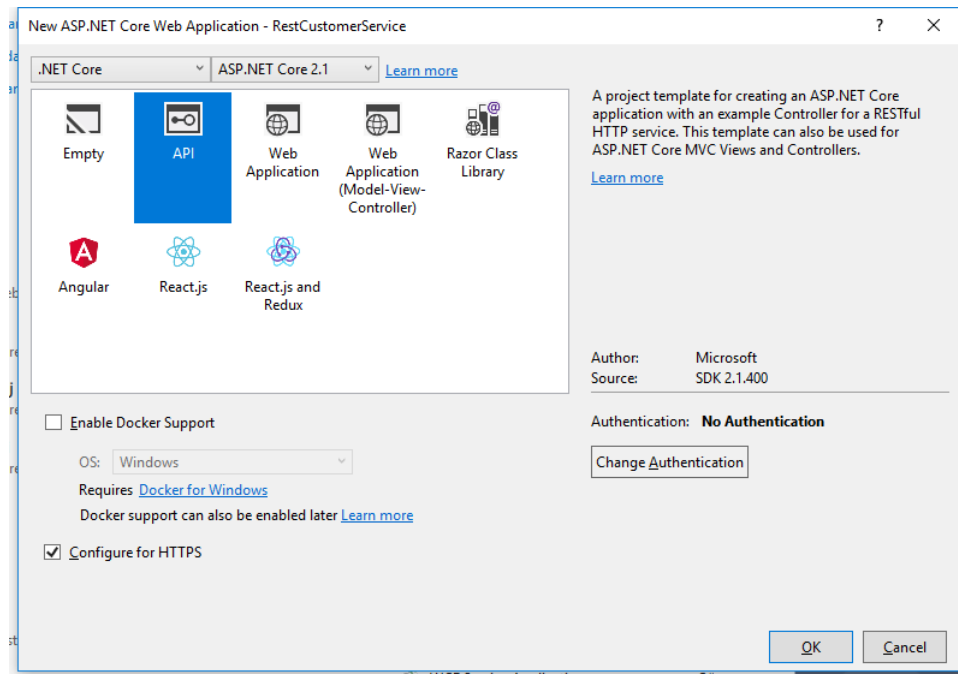 New ASP.NET Core Web Application - RestCustomerService
? X
.NET Core
ASP.NET Core 2.1
Learn more
Empty
API
Web
Application
Web
Application
(Model-View-
Controller)
Razor Class
Library
Angular
React.js
React.js and
Redux
A project template for creating an ASP.NET Core
application with an example Controller for a RESTful
HTTP service. This template can also be used for
ASP.NET Core MVC Views and Controllers.
Learn more
Author: Microsoft
Source: SDK 2.1.400
Authentication: No Authentication
Change Authentication
Enable Docker Support
OS: Windows
Requires Docker for Windows
Docker support can also be enabled later Learn more
Configure for HTTPS
OK
Cancel